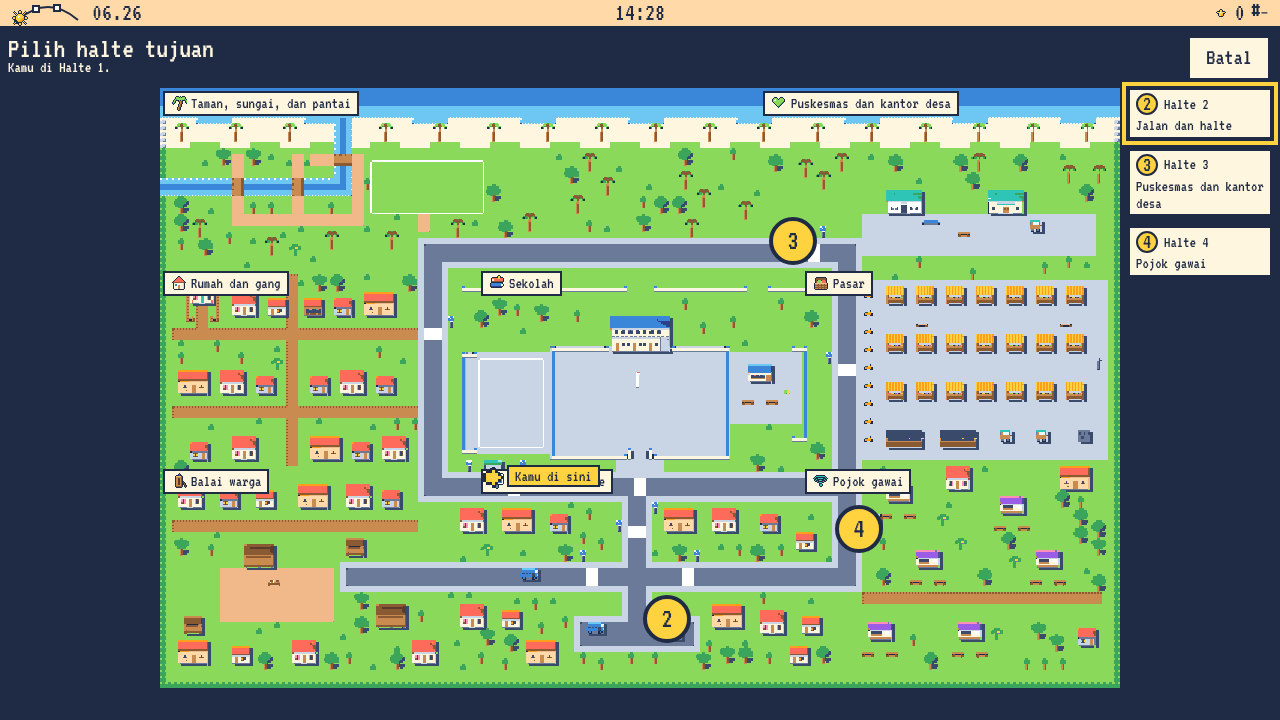 06.26
14:28
0 #-
Pilih halte tujuan
Kamu di Halte 1.
Batal
Taman, sungai, dan pantai
Puskesmas dan kantor desa
2 Halte 2
Jalan dan halte
3 Halte 3
Puskesmas dan kantor
desa
4 Halte 4
Pojok gawai
3
Rumah dan gang
Sekolah
Pasar
Kamu di sini
Balai warga
Pojok gawai
4
2